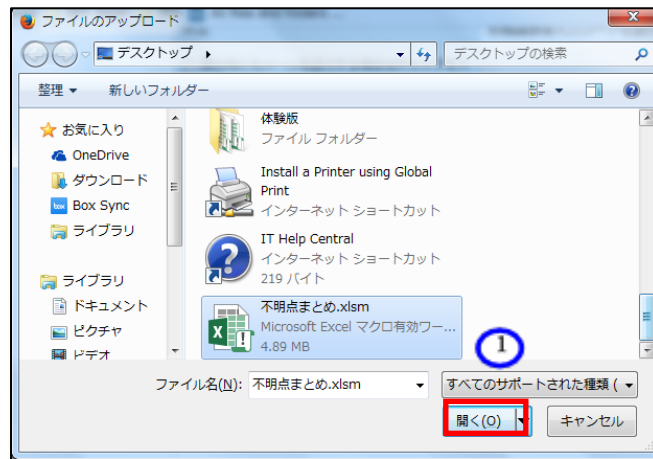 ファイルのアップロード
デスクトップ
デスクトップの検索
整理
新しいフォルダー
お気に入り
OneDrive
ダウンロード
box Box Sync
ライブラリ
ライブラリ
ドキュメント
ピクチャ
ビデオ
体験版
ファイル フォルダー
Install a Printer using Global
Print
インターネット ショートカット
IT Help Central
インターネット ショートカット
219 バイト
不明点まとめ.xlsm
Microsoft Excel マクロ有効ワー...
4.89 MB
1
ファイル名(N): 不明点まとめ.xlsm
すべてのサポートされた種類 (
開く(O)
キャンセル